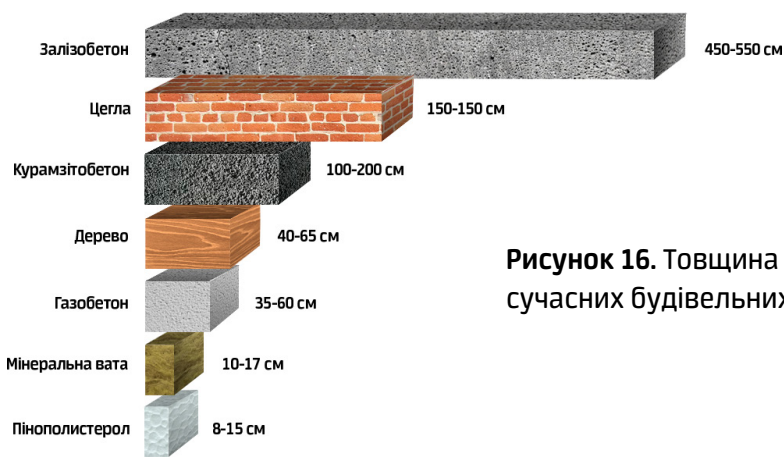 Залізобетон
450-550 см
Цегла
150-150 см
Курамзітобетон
100-200 см
Дерево
40-65 см
Рисунок 16. Товщина
сучасних будівельних
Газобетон
35-60 см
Мінеральна вата
10-17 см
Пінополистерол
8-15 см